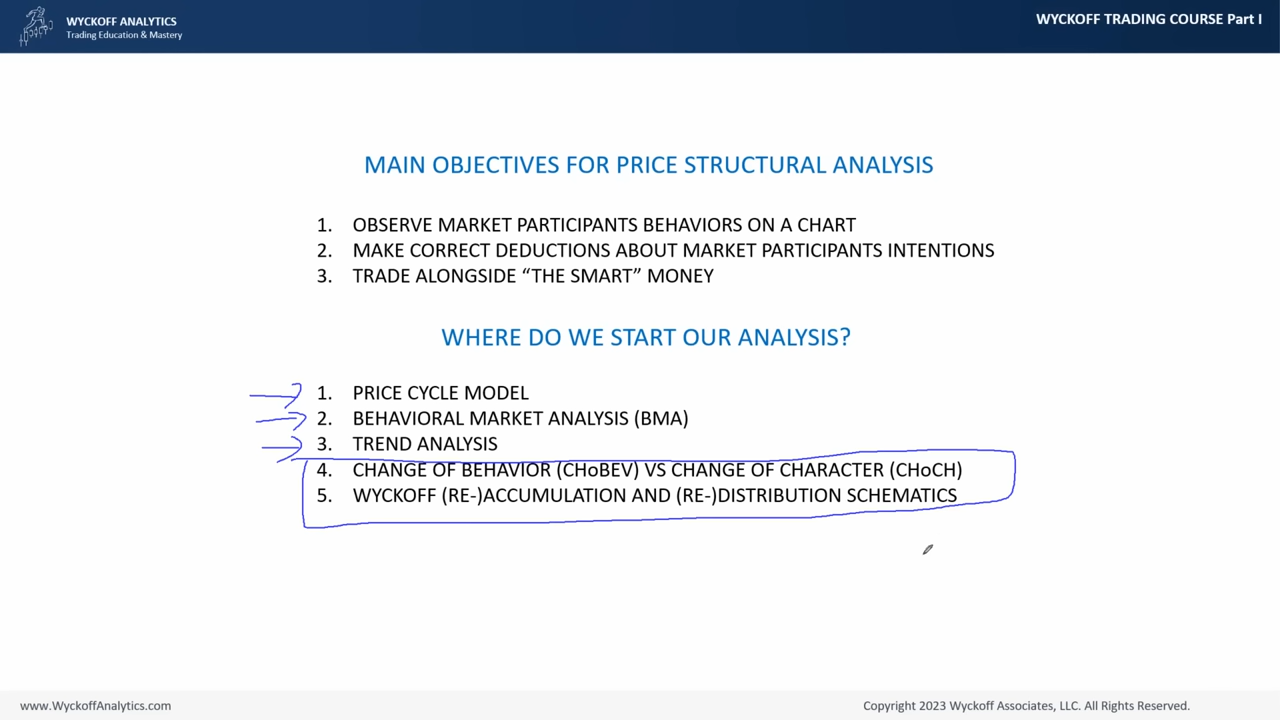 WYCKOFF ANALYTICS
Trading Education & Mastery
WYCKOFF TRADING COURSE Part I
MAIN OBJECTIVES FOR PRICE STRUCTURAL ANALYSIS
1. OBSERVE MARKET PARTICIPANTS BEHAVIORS ON A CHART
2. MAKE CORRECT DEDUCTIONS ABOUT MARKET PARTICIPANTS INTENTIONS
3. TRADE ALONGSIDE “THE SMART” MONEY
WHERE DO WE START OUR ANALYSIS?
1. PRICE CYCLE MODEL
2. BEHAVIORAL MARKET ANALYSIS (BMA)
3. TREND ANALYSIS
4. CHANGE OF BEHAVIOR (CHoBEV) VS CHANGE OF CHARACTER (CHoCH)
5. WYCKOFF (RE-)ACCUMULATION AND (RE-)DISTRIBUTION SCHEMATICS
www.WyckoffAnalytics.com
Copyright 2023 Wyckoff Associates, LLC. All Rights Reserved.